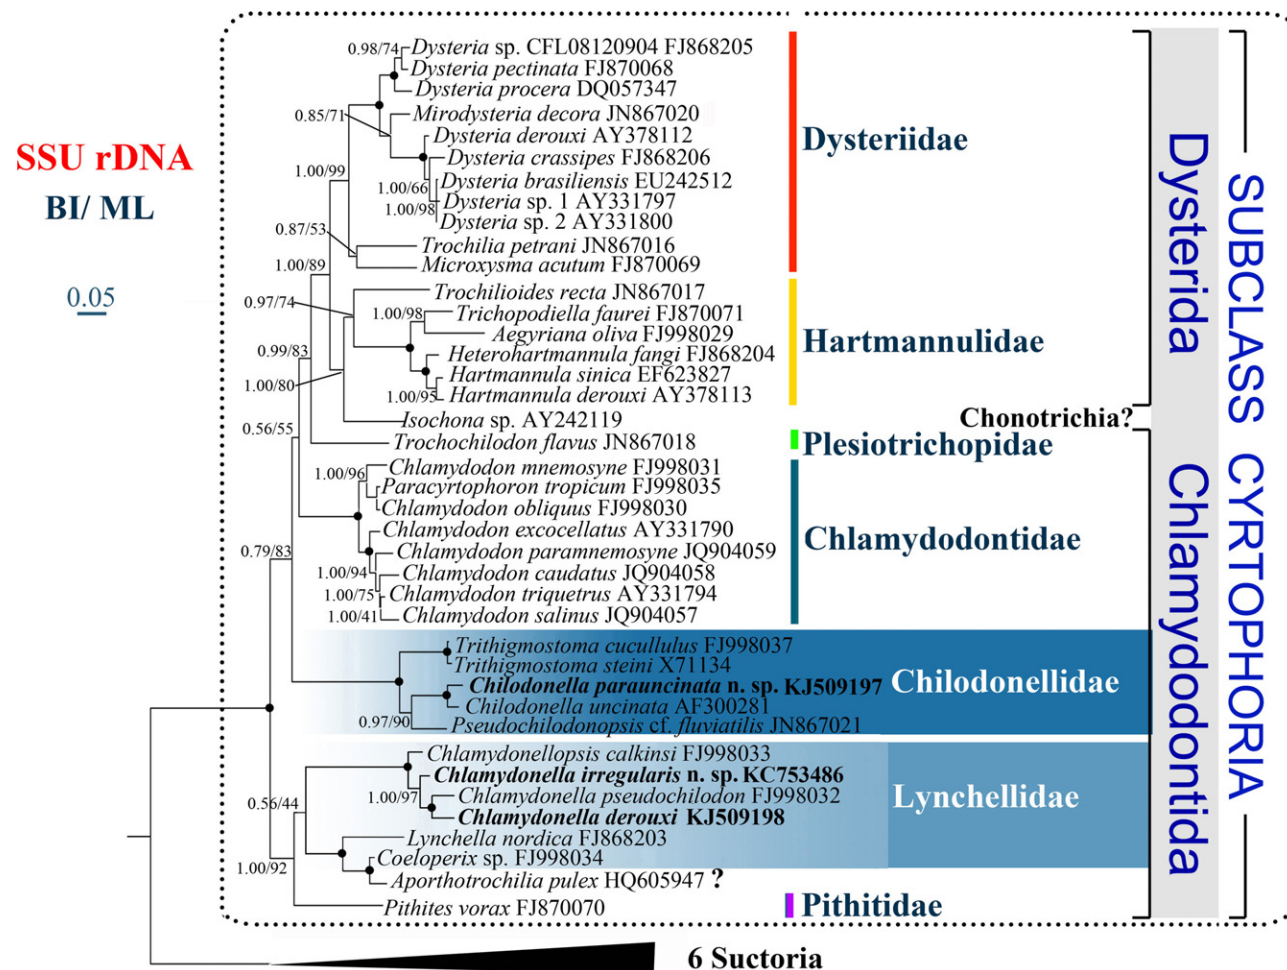 SSU rDNA
BI/ ML
0.05
0.98/74
Dysteria sp. CFL08120904 FJ868205
Dysteria pectinata FJ870068
Dysteria procera DQ057347
0.85/71
Mirodysteria decora JN867020
Dysteria derouxi AY378112
Dysteria crassipes FJ868206
1.00/99
1.00/66
Dysteria brasiliensis EU242512
1.00/98
Dysteria sp. 1 AY331797
Dysteria sp. 2 AY331800
0.87/53
Trochilia petrani JN867016
1.00/89
Microxysma acutum FJ870069
Dysteriidae
0.97/74
Trochilioides recta JN867017
1.00/98
Trichopodiella faurei FJ870071
Aegyriana oliva FJ998029
0.99/83
Heterohartmannula fangi FJ868204
1.00/80
Hartmannula sinica EF623827
1.00/95
Hartmannula derouxi AY378113
Hartmannulidae
Isochona sp. AY242119
Chonotrichia?
0.56/55
Trochochilodon flavus JN867018
Plesiotrichopidae
1.00/96
Chlamydodon mnemosyne FJ998031
Paracyrtophoron tropicum FJ998035
Chlamydodon obliquus FJ998030
Chlamydodon excocellatus AY331790
0.79/83
Chlamydodon paramnemosyne JQ904059
1.00/94
Chlamydodon caudatus JQ904058
1.00/75
Chlamydodon triquetrus AY331794
1.00/41
Chlamydodon salinus JQ904057
Chlamydodontidae
Trithigmostoma cucullulus FJ998037
Trithigmostoma steini X71134
Chilodonella parauncinata n. sp. KJ509197
Chilodonella uncinata AF300281
0.97/90
Pseudochilodonopsis cf. fluviatilis JN867021
Chilodonellidae
Chlamydonellopsis calkinsi FJ998033
Chlamydonella irregularis n. sp. KC753486
0.56/44
1.00/97
Chlamydonella pseudochilodon FJ998032
Chlamydonella derouxi KJ509198
Lynchellidae
Lynchella nordica FJ868203
Coeloperix sp. FJ998034
1.00/92
Aporthotrochilia pulex HQ605947 ?
Pithites vorax FJ870070
Pithitidae
6 Suctoria
Dysterida
Chlamydodontida
SUBCLASS CYRTOPHORIA